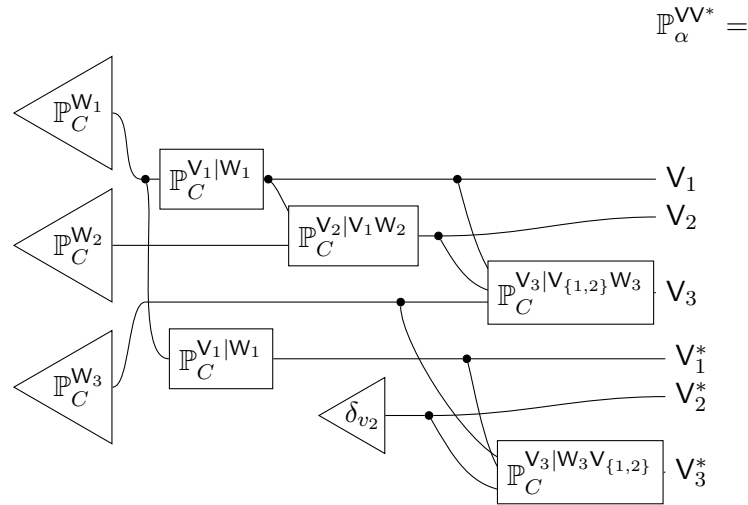 ℙ_α^{VV*} =
ℙ_C^{W_1}
ℙ_C^{V_1|W_1} V_1
ℙ_C^{W_2} ℙ_C^{V_2|V_1W_2} V_2
ℙ_C^{V_3|V_{\{1,2\}}W_3} V_3
ℙ_C^{W_3} ℙ_C^{V_1|W_1} V_1^*
δ_{v_2} V_2^*
ℙ_C^{V_3|W_3V_{\{1,2\}}} V_3^*